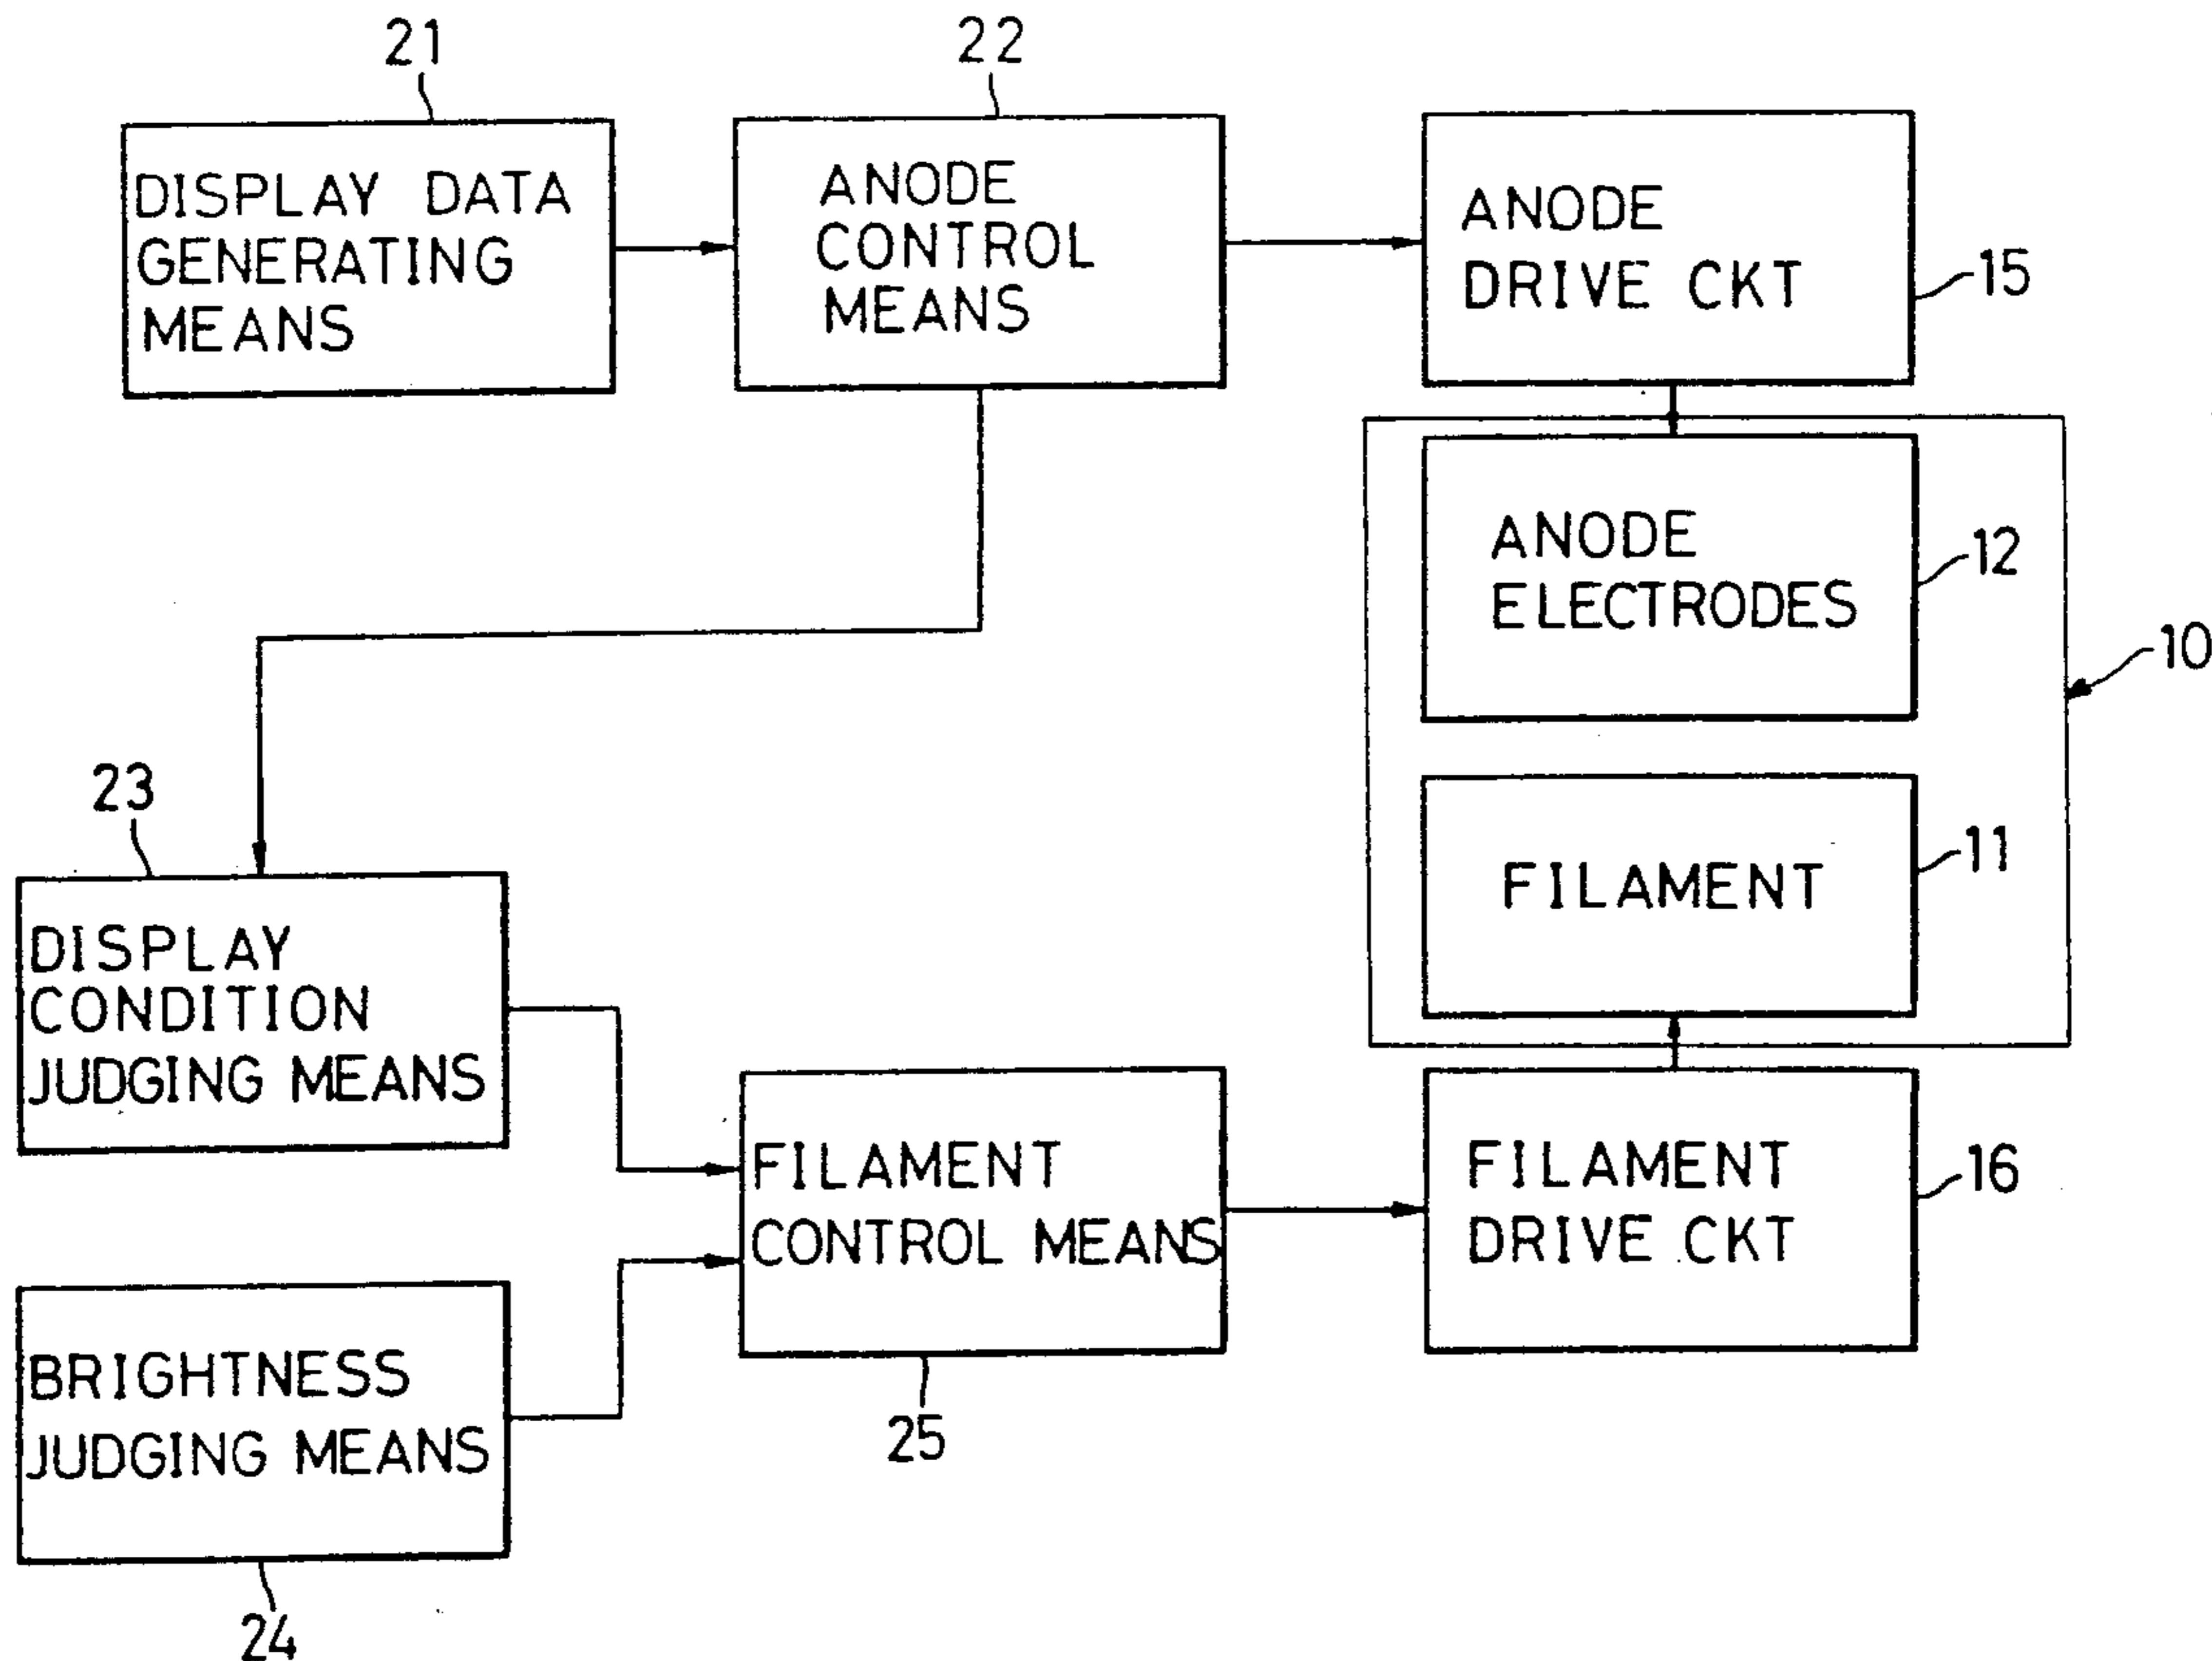 21
22
DISPLAY DATA
GENERATING
MEANS
ANODE
CONTROL
MEANS
ANODE
DRIVE CKT
15
ANODE
ELECTRODES
12
10
FILAMENT
11
23
DISPLAY
CONDITION
JUDGING MEANS
FILAMENT
CONTROL MEANS
25
FILAMENT
DRIVE CKT
16
BRIGHTNESS
JUDGING MEANS
24